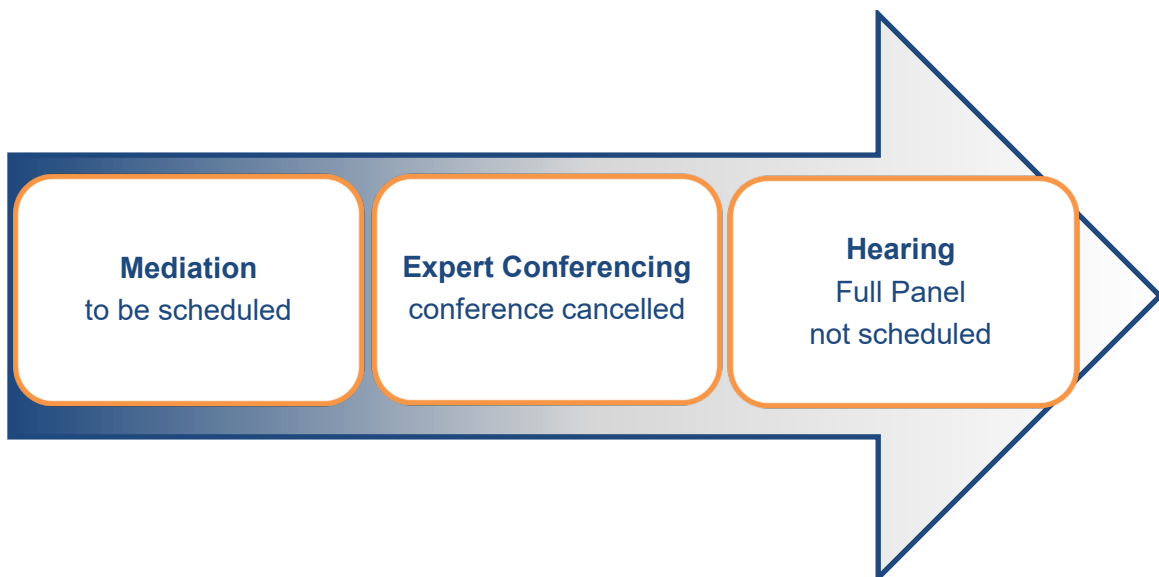 Mediation
to be scheduled
Expert Conferencing
conference cancelled
Hearing
Full Panel
not scheduled